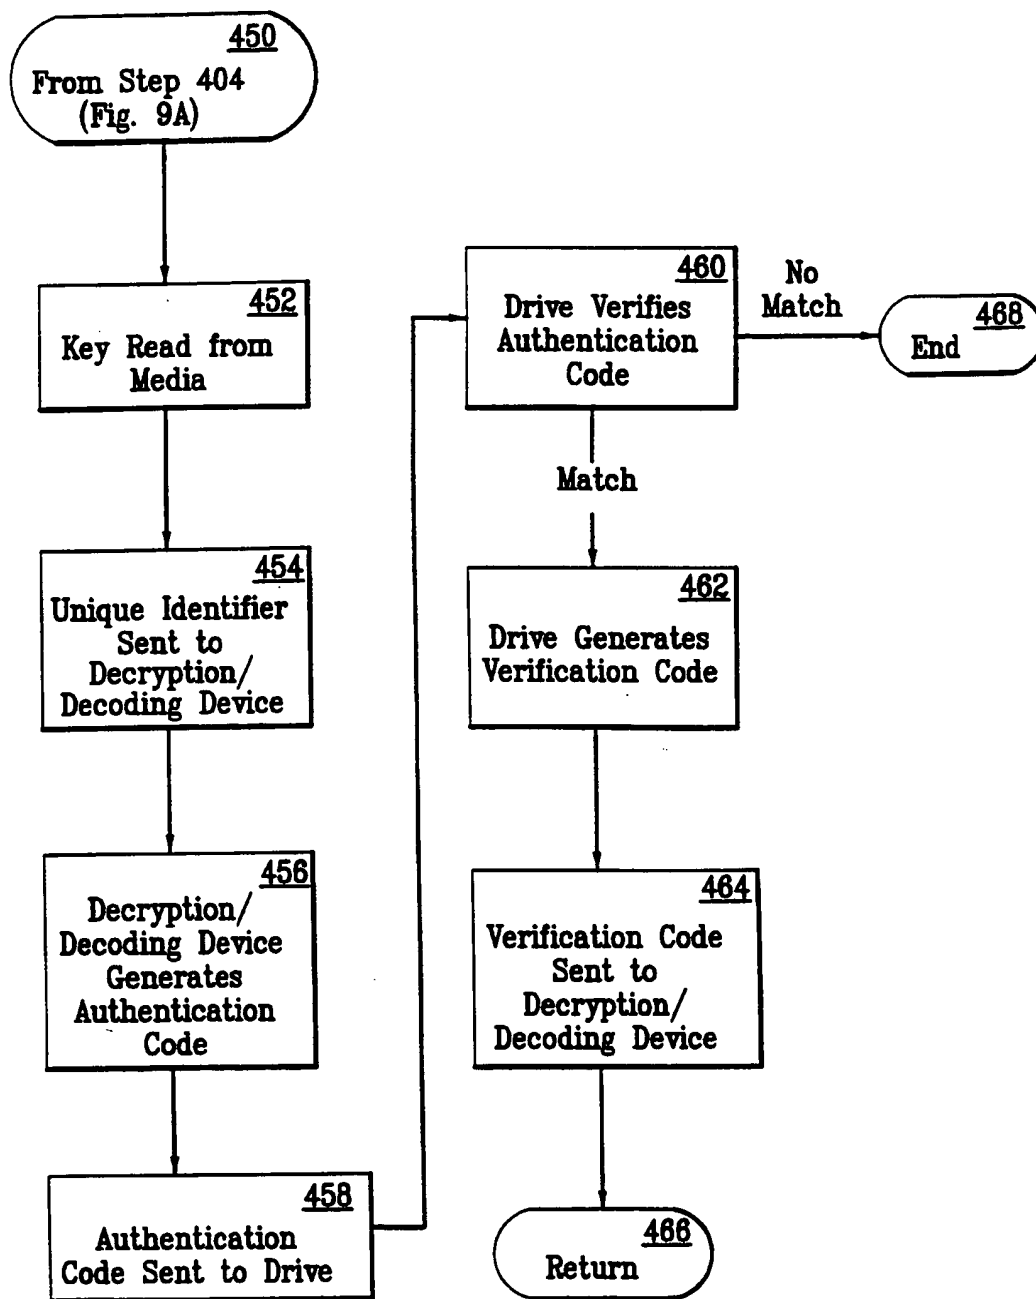 450
From Step 404
(Fig. 9A)
452
Key Read from
Media
454
Unique Identifier
Sent to
Decryption/
Decoding Device
456
Decryption/
Decoding Device
Generates
Authentication
Code
458
Authentication
Code Sent to Drive
460
Drive Verifies
Authentication
Code
No
Match
468
End
Match
462
Drive Generates
Verification Code
464
Verification Code
Sent to
Decryption/
Decoding Device
466
Return